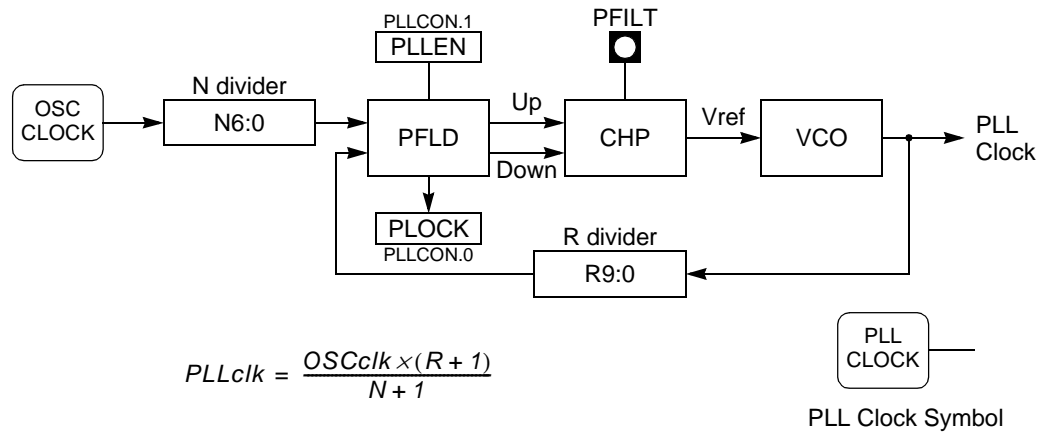 PLLCON.1
PLLEN
PFILT
N divider
OSC
CLOCK
N6:0
PFLD
Up
Down
CHP
Vref
VCO
PLL
Clock
PLOCK
PLLCON.0
R divider
R9:0
PLLclk = OSCclk × (R + 1)
N + 1
PLL
CLOCK
PLL Clock Symbol